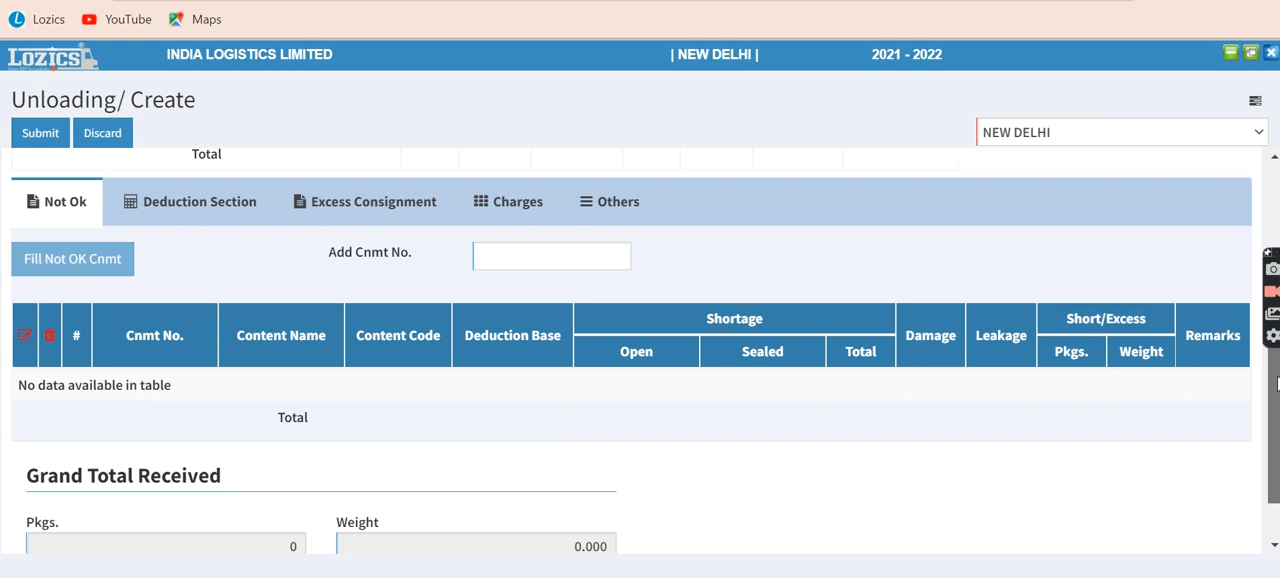 Lozics YouTube Maps
LOZICS INDIA LOGISTICS LIMITED | NEW DELHI | 2021 - 2022
Unloading/ Create
Submit Discard NEW DELHI
Total
Not Ok Deduction Section Excess Consignment Charges Others
Fill Not OK Cnmt Add Cnmt No.
# Cnmt No. Content Name Content Code Deduction Base Shortage Damage Leakage Short/Excess Remarks
Open Sealed Total Pkgs. Weight
No data available in table
Total
Grand Total Received
Pkgs. Weight
0 0.000